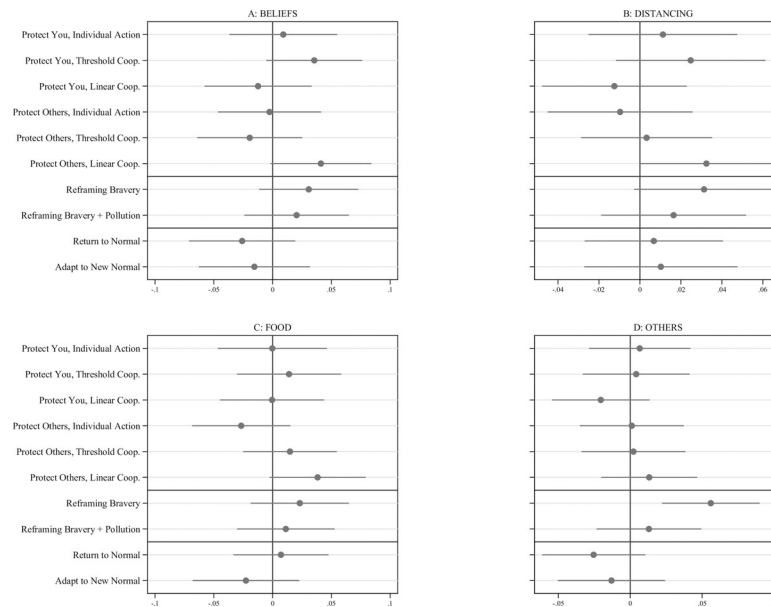 A: BELIEFS
Protect You, Individual Action
Protect You, Threshold Coop.
Protect You, Linear Coop.
Protect Others, Individual Action
Protect Others, Threshold Coop.
Protect Others, Linear Coop.
Reframing Bravery
Reframing Bravery + Pollution
Return to Normal
Adapt to New Normal
-.1 -.05 0 .05 .1
B: DISTANCING
-.04 -.02 0 .02 .04 .06
C: FOOD
Protect You, Individual Action
Protect You, Threshold Coop.
Protect You, Linear Coop.
Protect Others, Individual Action
Protect Others, Threshold Coop.
Protect Others, Linear Coop.
Reframing Bravery
Reframing Bravery + Pollution
Return to Normal
Adapt to New Normal
-.1 -.05 0 .05 .1
D: OTHERS
-.05 0 .05